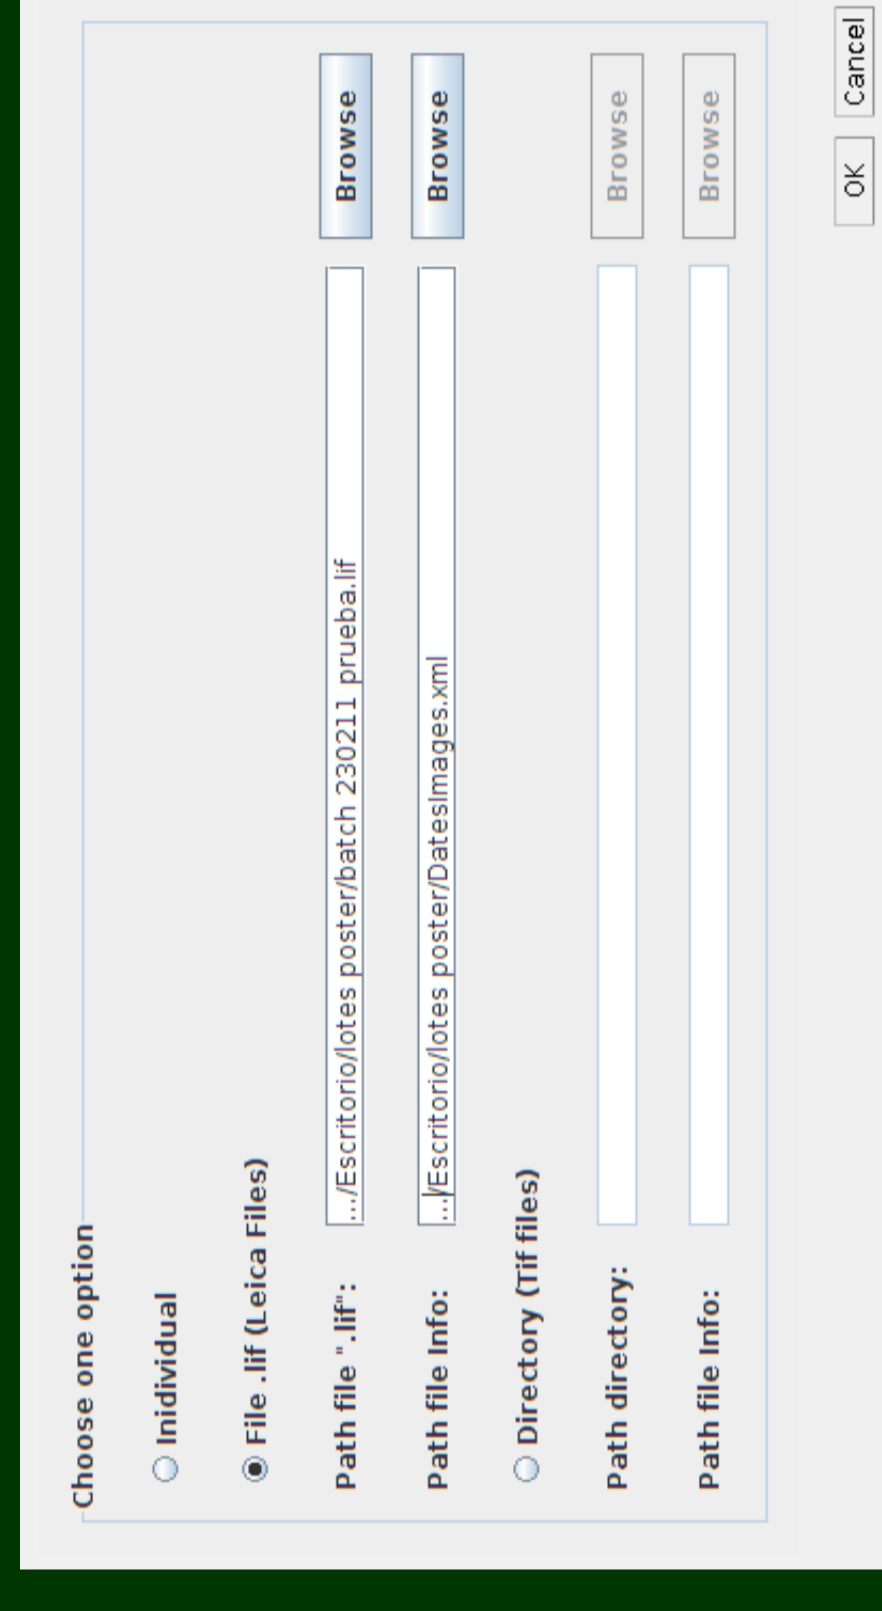 Choose one option
Inidividual
File .lif (Leica Files)
Path file ".lif": .../Escritorio/lotes poster/batch 230211 prueba.lif Browse
Path file Info: .../Escritorio/lotes poster/DatesImages.xml Browse
Directory (Tif files)
Path directory: Browse
Path file Info: Browse
OK Cancel